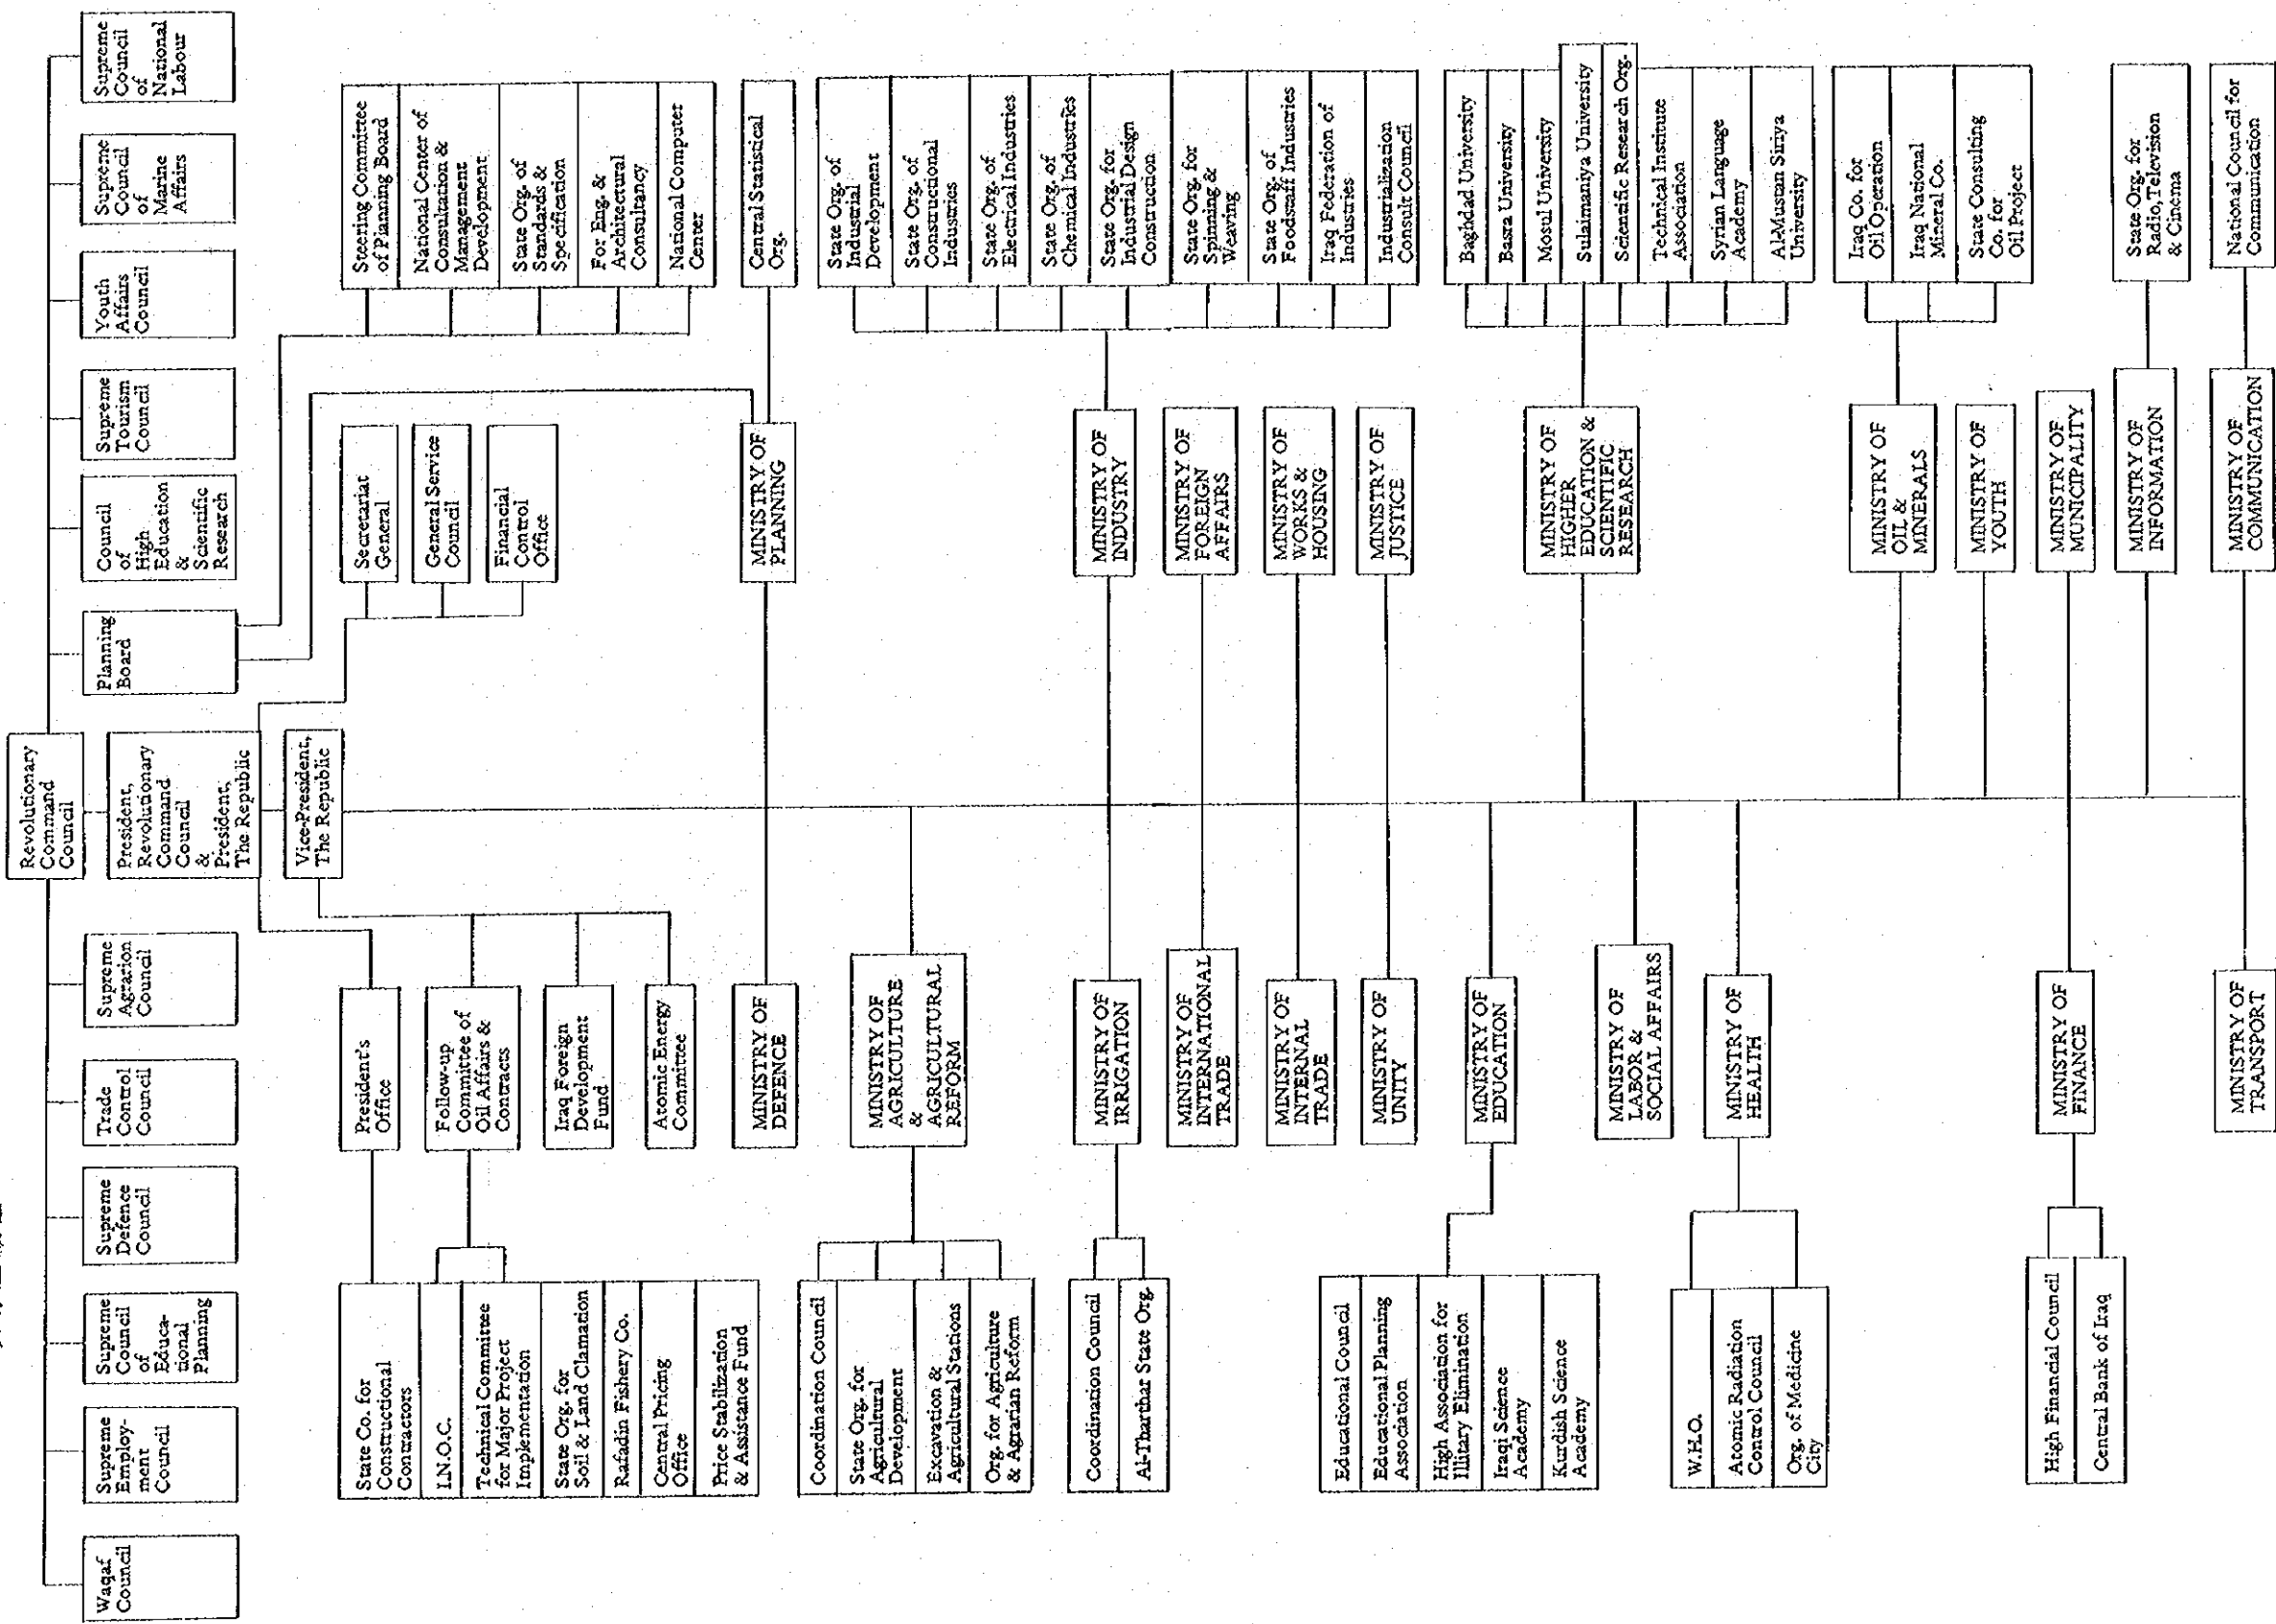 Revolutionary
Command
Council
Waqaf
Council
Supreme
Employ-
ment
Council
Supreme
Council
of
Educa-
tional
Planning
Supreme
Defence
Council
Trade
Control
Council
Supreme
Agrarion
Council
President,
Revolutionary
Command
Council
&
President,
The Republic
Planning
Board
Council
of
High
Education
&
Scientific
Research
Supreme
Tourism
Council
Youth
Affairs
Council
Supreme
Council
of
Marine
Affairs
Supreme
Council
of
National
Labour
Vice-President,
The Republic
State Co. for
Constructional
Contractors
I.N.O.C.
Technical Committee
for Major Project
Implementation
State Org. for
Soil & Land Clamation
Rafadin Fishery Co.
Central Pricing
Office
Price Stabilization
& Assistance Fund
President's
Office
Follow-up
Committee of
Oil Affairs &
Contracts
Iraq Foreign
Development
Fund
Atomic Energy
Committee
Secretariat
General
General Service
Council
Financial
Control
Office
Steering Committee
of Planning Board
National Center of
Consultation &
Management
Development
State Org. of
Standards &
Specification
For Eng. &
Architectural
Consultancy
National Computer
Center
MINISTRY OF
DEFENCE
MINISTRY OF
PLANNING
Central Statistical
Org.
Coordination Council
State Org. for
Agricultural
Development
Excavation &
Agricultural Stations
Org. for Agriculture
& Agrarian Reform
MINISTRY OF
AGRICULTURE
&
AGRICULTURAL
REFORM
State Org. of
Industrial
Development
State Org. of
Constructional
Industries
State Org. of
Electrical Industries
State Org. of
Chemical Industries
State Org. for
Industrial Design
Construction
State Org. for
Spinning &
Weaving
State Org. of
Foodstaff Industries
Iraq Federation of
Industries
Industrialization
Consult Council
Coordination Council
Al-Tharthar State Org.
MINISTRY OF
IRRIGATION
MINISTRY OF
INDUSTRY
MINISTRY OF
INTERNATIONAL
TRADE
MINISTRY OF
FOREIGN
AFFAIRS
MINISTRY OF
INTERNAL
TRADE
MINISTRY OF
WORKS &
HOUSING
MINISTRY OF
UNITY
MINISTRY OF
JUSTICE
Educational Council
Educational Planning
Association
High Association for
Illitary Elimination
Iraqi Science
Academy
Kurdish Science
Academy
MINISTRY OF
EDUCATION
MINISTRY OF
HIGHER
EDUCATION &
SCIENTIFIC
RESEARCH
Baghdad University
Basra University
Mosul University
Sulaimaniya University
Scientific Research Org.
Technical Institute
Association
Syrian Language
Academy
Al-Mustan Siriya
University
MINISTRY OF
LABOR &
SOCIAL AFFAIRS
W.H.O.
Atomic Radiation
Control Council
Org. of Medicine
City
MINISTRY OF
HEALTH
MINISTRY OF
OIL &
MINERALS
Iraq Co. for
Oil Operation
Iraq National
Mineral Co.
State Consulting
Co. for
Oil Project
MINISTRY OF
YOUTH
High Financial Council
Central Bank of Iraq
MINISTRY OF
FINANCE
MINISTRY OF
MUNICIPALITY
MINISTRY OF
INFORMATION
State Org. for
Radio, Television
& Cinema
MINISTRY OF
TRANSPORT
MINISTRY OF
COMMUNICATION
National Council for
Communication